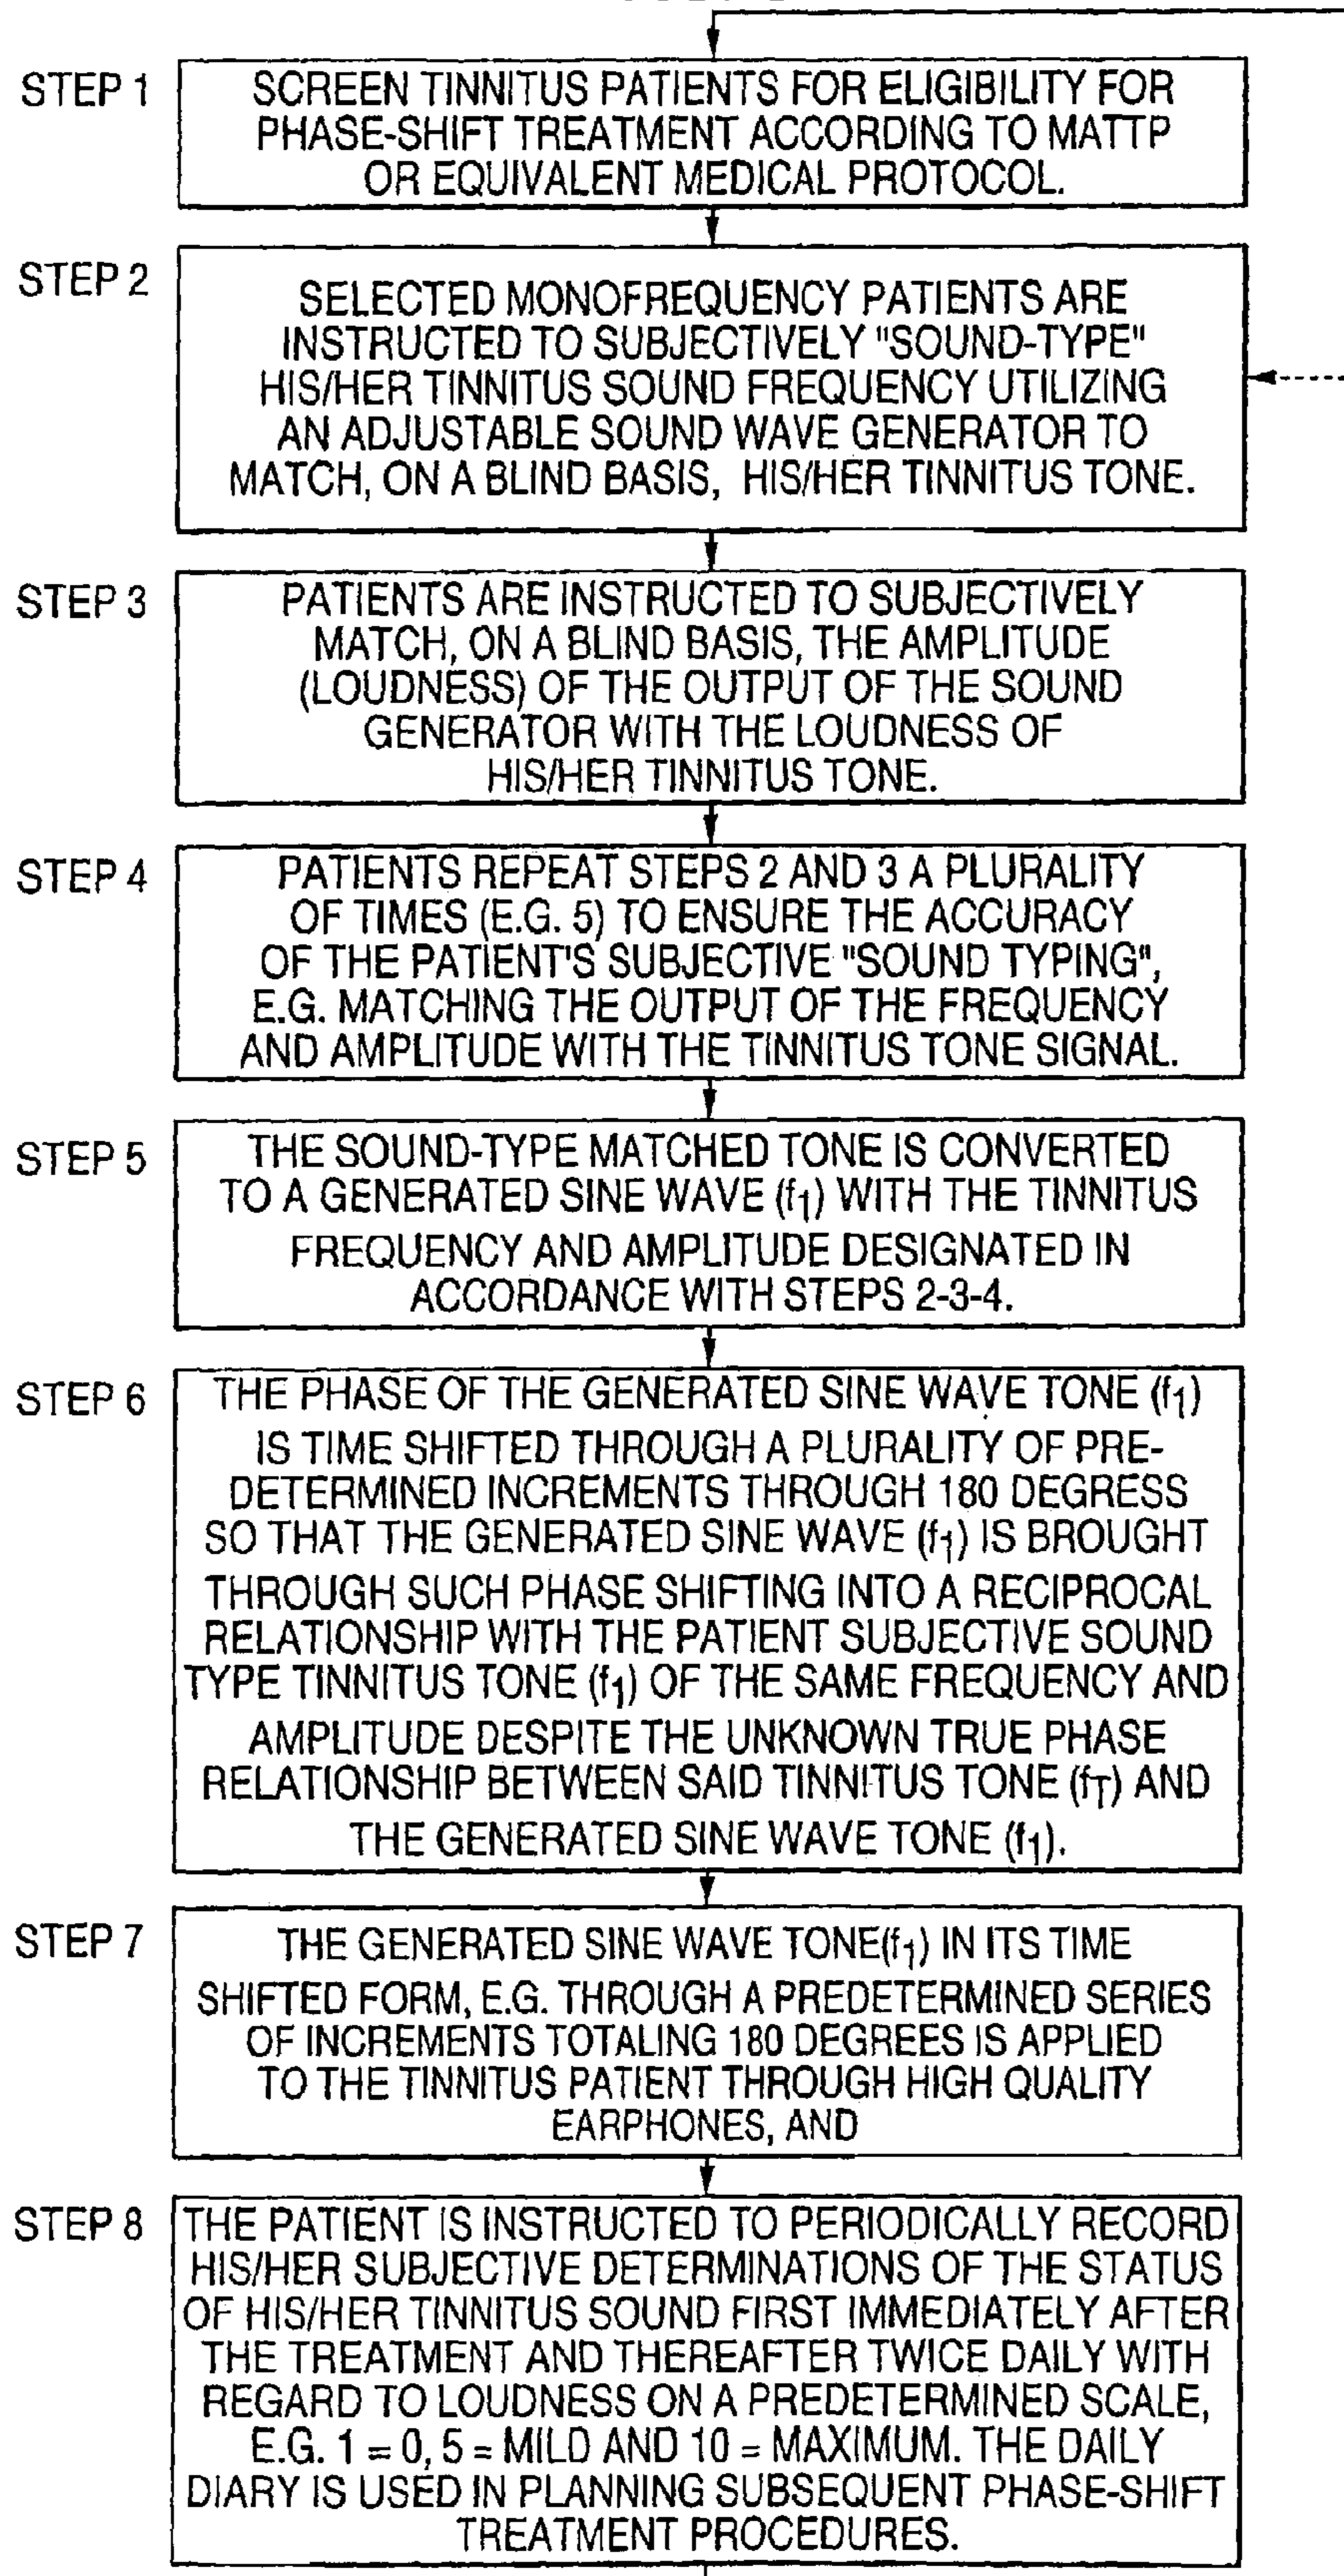 STEP 1
SCREEN TINNITUS PATIENTS FOR ELIGIBILITY FOR
PHASE-SHIFT TREATMENT ACCORDING TO MATTP
OR EQUIVALENT MEDICAL PROTOCOL.
STEP 2
SELECTED MONOFREQUENCY PATIENTS ARE
INSTRUCTED TO SUBJECTIVELY "SOUND-TYPE"
HIS/HER TINNITUS SOUND FREQUENCY UTILIZING
AN ADJUSTABLE SOUND WAVE GENERATOR TO
MATCH, ON A BLIND BASIS, HIS/HER TINNITUS TONE.
STEP 3
PATIENTS ARE INSTRUCTED TO SUBJECTIVELY
MATCH, ON A BLIND BASIS, THE AMPLITUDE
(LOUDNESS) OF THE OUTPUT OF THE SOUND
GENERATOR WITH THE LOUDNESS OF
HIS/HER TINNITUS TONE.
STEP 4
PATIENTS REPEAT STEPS 2 AND 3 A PLURALITY
OF TIMES (E.G. 5) TO ENSURE THE ACCURACY
OF THE PATIENT'S SUBJECTIVE "SOUND TYPING",
E.G. MATCHING THE OUTPUT OF THE FREQUENCY
AND AMPLITUDE WITH THE TINNITUS TONE SIGNAL.
STEP 5
THE SOUND-TYPE MATCHED TONE IS CONVERTED
TO A GENERATED SINE WAVE (f1) WITH THE TINNITUS
FREQUENCY AND AMPLITUDE DESIGNATED IN
ACCORDANCE WITH STEPS 2-3-4.
STEP 6
THE PHASE OF THE GENERATED SINE WAVE TONE (f1)
IS TIME SHIFTED THROUGH A PLURALITY OF PRE-
DETERMINED INCREMENTS THROUGH 180 DEGRESS
SO THAT THE GENERATED SINE WAVE (f1) IS BROUGHT
THROUGH SUCH PHASE SHIFTING INTO A RECIPROCAL
RELATIONSHIP WITH THE PATIENT SUBJECTIVE SOUND
TYPE TINNITUS TONE (f1) OF THE SAME FREQUENCY AND
AMPLITUDE DESPITE THE UNKNOWN TRUE PHASE
RELATIONSHIP BETWEEN SAID TINNITUS TONE (fT) AND
THE GENERATED SINE WAVE TONE (f1).
STEP 7
THE GENERATED SINE WAVE TONE(f1) IN ITS TIME
SHIFTED FORM, E.G. THROUGH A PREDETERMINED SERIES
OF INCREMENTS TOTALING 180 DEGREES IS APPLIED
TO THE TINNITUS PATIENT THROUGH HIGH QUALITY
EARPHONES, AND
STEP 8
THE PATIENT IS INSTRUCTED TO PERIODICALLY RECORD
HIS/HER SUBJECTIVE DETERMINATIONS OF THE STATUS
OF HIS/HER TINNITUS SOUND FIRST IMMEDIATELY AFTER
THE TREATMENT AND THEREAFTER TWICE DAILY WITH
REGARD TO LOUDNESS ON A PREDETERMINED SCALE,
E.G. 1 = 0, 5 = MILD AND 10 = MAXIMUM. THE DAILY
DIARY IS USED IN PLANNING SUBSEQUENT PHASE-SHIFT
TREATMENT PROCEDURES.